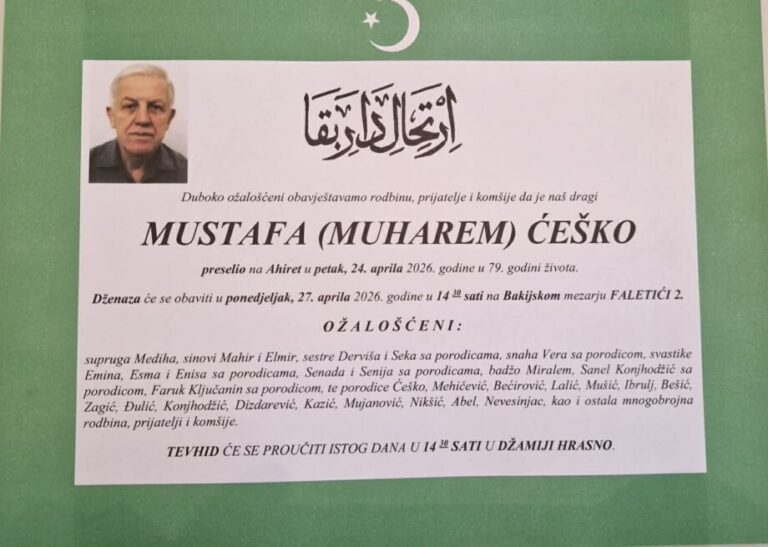 اِرْتِحَالِ دَارِ بَقَا
Duboko ožalošćeni obavještavamo rodbinu, prijatelje i komšije da je naš dragi
MUSTAFA (MUHAREM) ĆEŠKO
preselio na Ahiret u petak, 24. aprila 2026. godine u 79. godini života.
Dženaza će se obaviti u ponedjeljak, 27. aprila 2026. godine u 14 30 sati na Bakijskom mezarju FALETIĆI 2.
OŽALOŠĆENI:
supruga Mediha, sinovi Mahir i Elmir, sestre Derviša i Seka sa porodicama, snaha Vera sa porodicom, svastike
Emina, Esma i Enisa sa porodicama, Senada i Senija sa porodicama, badžo Miralem, Sanel Konjhodžić sa
porodicom, Faruk Ključanin sa porodicom, te porodice Ćeško, Mehičević, Bećirović, Lalić, Mušić, Ibrulj, Bešić,
Zagić, Đulić, Konjhodžić, Dizdarević, Kazić, Mujanović, Nikšić, Abel, Nevesinjac, kao i ostala mnogobrojna
rodbina, prijatelji i komšije.
TEVHID ĆE SE PROUČITI ISTOG DANA U 14 30 SATI U DŽAMIJI HRASNO.